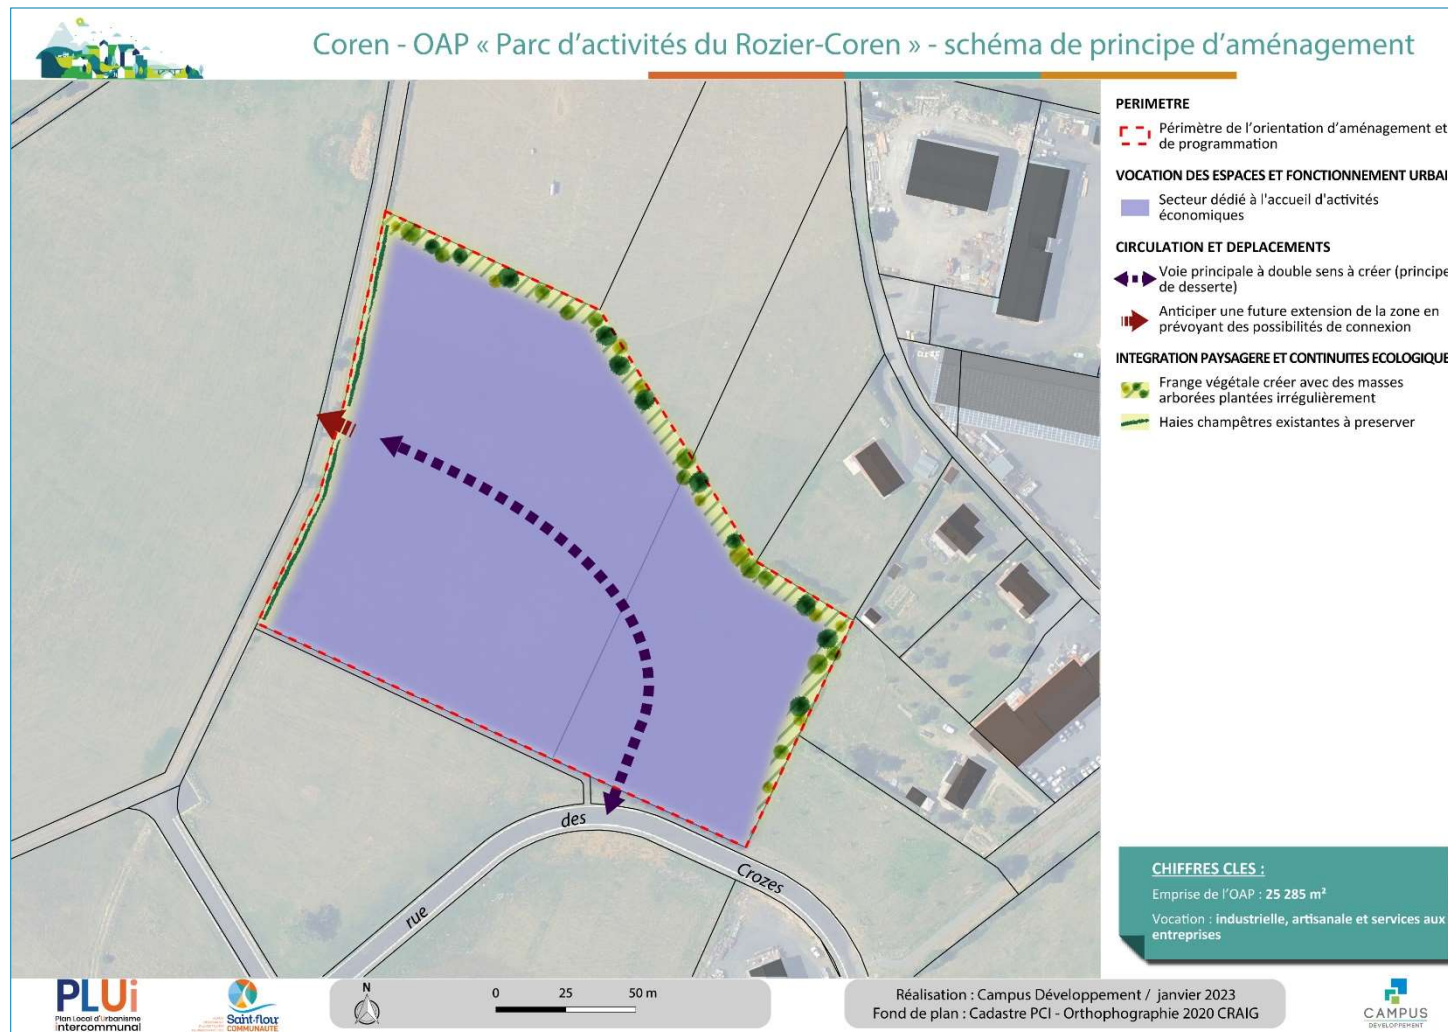 Coren - OAP « Parc d'activités du Rozier-Coren » - schéma de principe d'aménagement
PERIMETRE
Périmètre de l'orientation d'aménagement et
de programmation
VOCATION DES ESPACES ET FONCTIONNEMENT URBAI
Secteur dédié à l'accueil d'activités
économiques
CIRCULATION ET DEPLACEMENTS
Voie principale à double sens à créer (principe
de desserte)
Anticiper une future extension de la zone en
prévoyant des possibilités de connexion
INTEGRATION PAYSAGERE ET CONTINUITES ECOLOGIQUE
Frange végétale créer avec des masses
arborées plantées irrégulièrement
Haies champêtres existantes à preserver
rue
des
Crozes
CHIFFRES CLES :
Emprise de l'OAP : 25 285 m²
Vocation : industrielle, artisanale et services aux
entreprises
PLUi
Plan Local d'Urbanisme
intercommunal
Saint-flour
COMMUNAUTÉ
N
0 25 50 m
Réalisation : Campus Développement / janvier 2023
Fond de plan : Cadastre PCI - Orthophographie 2020 CRAIG
CAMPUS
DÉVELOPPEMENT